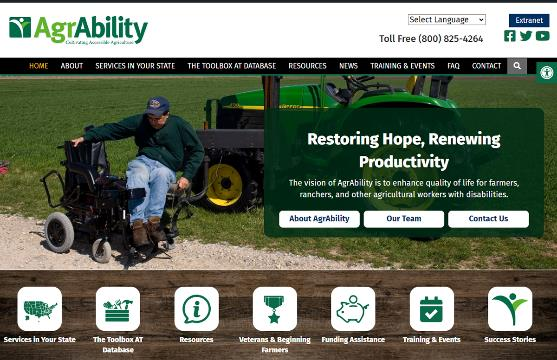 AgrAbility
Cultivating Accessible Agriculture
Select Language
Extranet
Toll Free (800) 825-4264
HOME ABOUT SERVICES IN YOUR STATE THE TOOLBOX AT DATABASE RESOURCES NEWS TRAINING & EVENTS FAQ CONTACT
JOHN DEERE
Restoring Hope, Renewing
Productivity
The vision of AgrAbility is to enhance quality of life for farmers,
ranchers, and other agricultural workers with disabilities.
About AgrAbility Our Team Contact Us
Services in Your State The Toolbox AT Database Resources Veterans & Beginning Farmers Funding Assistance Training & Events Success Stories